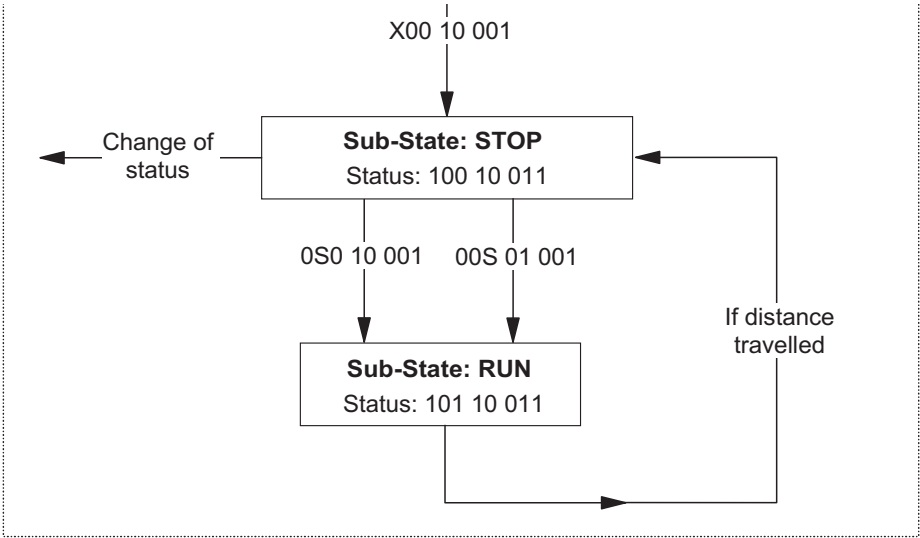 X00 10 001
Change of
status
Sub-State: STOP
Status: 100 10 011
0S0 10 001
00S 01 001
If distance
travelled
Sub-State: RUN
Status: 101 10 011